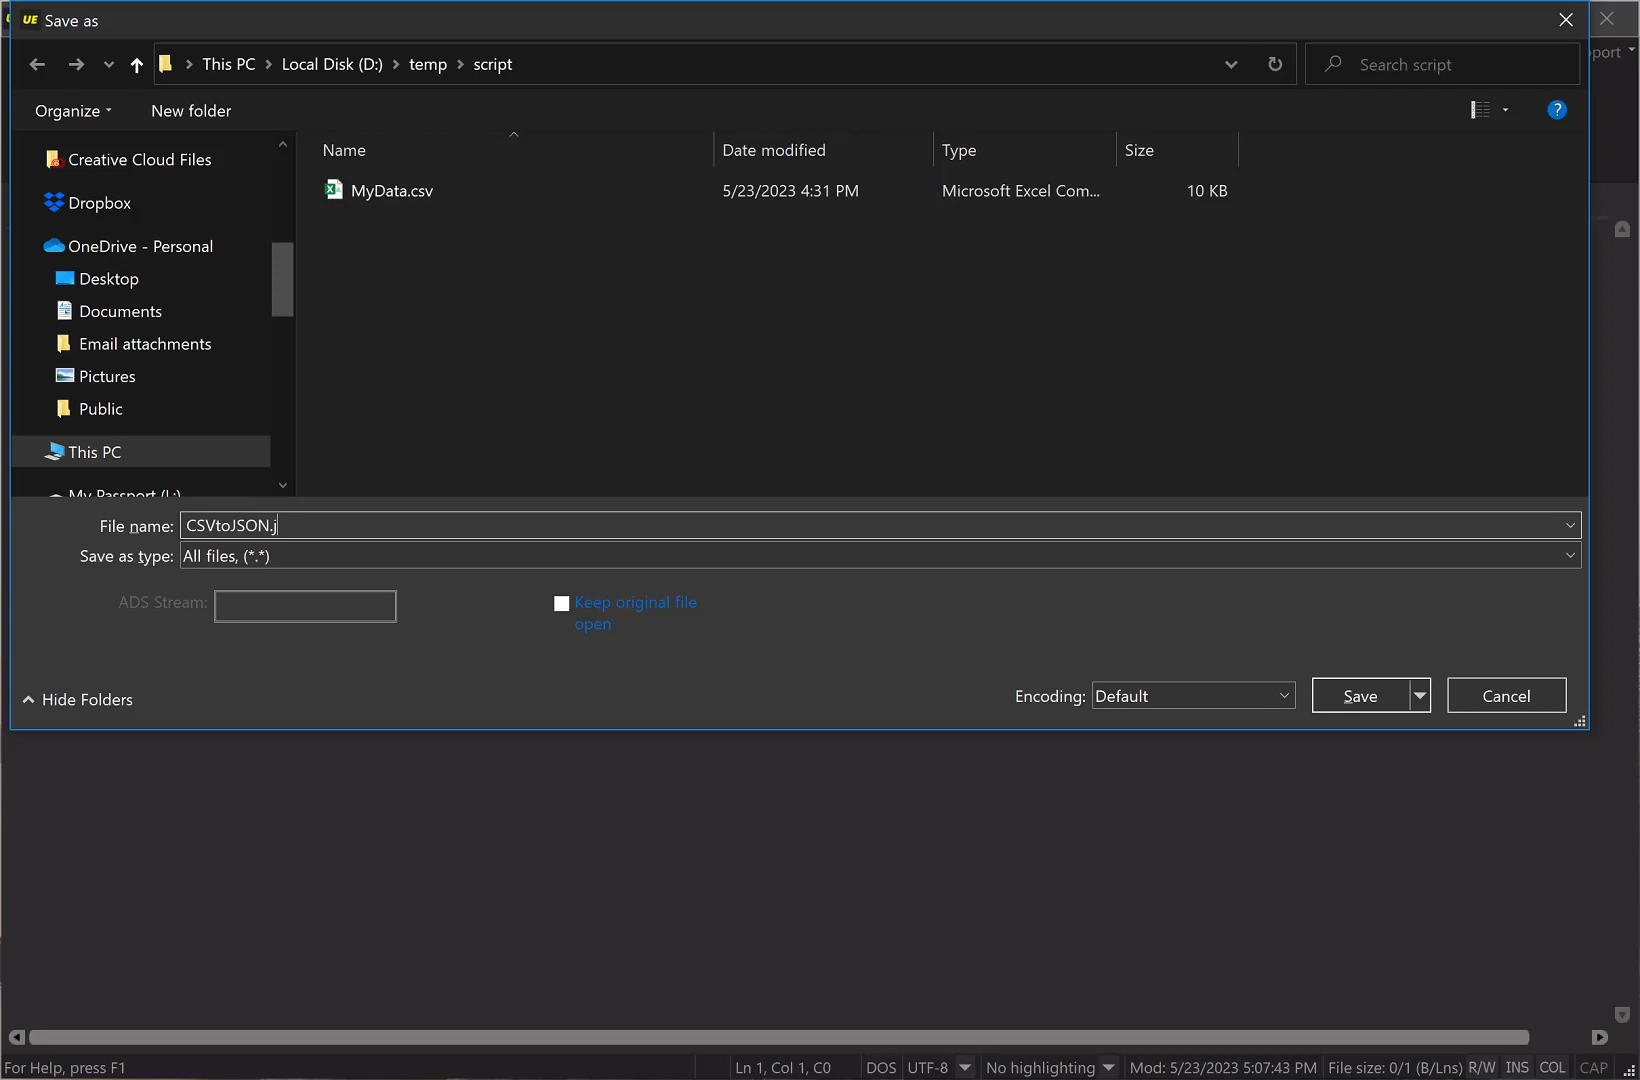 UE Save as
This PC > Local Disk (D:) > temp > script
Search script
Organize
New folder
?
Creative Cloud Files
Dropbox
OneDrive - Personal
Desktop
Documents
Email attachments
Pictures
Public
This PC
My Passport (L:)
Name
Date modified
Type
Size
MyData.csv
5/23/2023 4:31 PM
Microsoft Excel Com...
10 KB
File name: CSVtoJSON.j
Save as type: All files, (*.*)
ADS Stream:
Keep original file
open
Hide Folders
Encoding: Default
Save
Cancel
For Help, press F1
Ln 1, Col 1, C0
DOS
UTF-8
No highlighting
Mod: 5/23/2023 5:07:43 PM
File size: 0/1 (B/Lns)
R/W
INS
COL
CAP